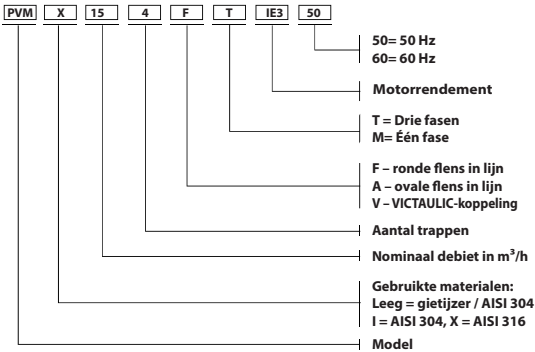 PVM X 15 4 F T IE3 50
50= 50 Hz
60= 60 Hz
Motorrendement
T = Drie fasen
M= Één fase
F – ronde flens in lijn
A – ovale flens in lijn
V – VICTAULIC-koppeling
Aantal trappen
Nominaal debiet in m³/h
Gebruikte materialen:
Leeg = gietijzer / AISI 304
I = AISI 304, X = AISI 316
Model